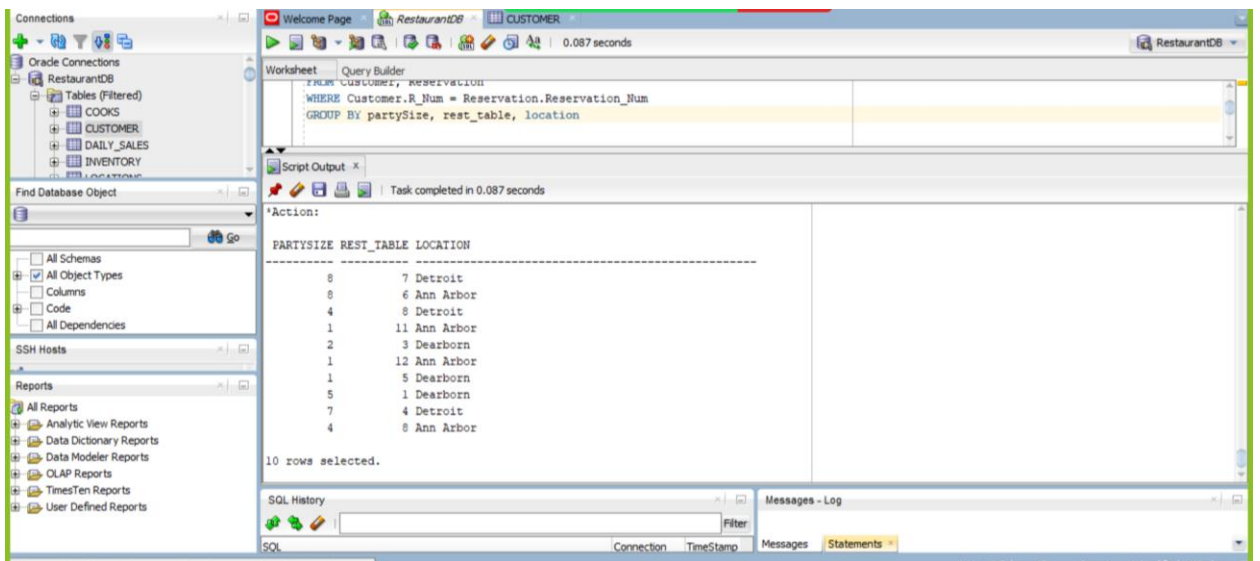 Connections
Oracle Connections
RestaurantDB
Tables (Filtered)
COOKS
CUSTOMER
DAILY_SALES
INVENTORY
LOCATIONS
Find Database Object
Go
All Schemas
All Object Types
Columns
Code
All Dependencies
SSH Hosts
Reports
All Reports
Analytic View Reports
Data Dictionary Reports
Data Modeler Reports
OLAP Reports
TimesTen Reports
User Defined Reports
Welcome Page RestaurantDB CUSTOMER
0.087 seconds RestaurantDB
Worksheet Query Builder
FROM Customer, Reservation
WHERE Customer.R_Num = Reservation.Reservation_Num
GROUP BY partySize, rest_table, location
Script Output
Task completed in 0.087 seconds
*Action:
PARTYSIZE REST_TABLE LOCATION
---------- ---------- --------------------------------------------------
8 7 Detroit
8 6 Ann Arbor
4 8 Detroit
1 11 Ann Arbor
2 3 Dearborn
1 12 Ann Arbor
1 5 Dearborn
5 1 Dearborn
7 4 Detroit
4 8 Ann Arbor
10 rows selected.
SQL History
Filter
SQL Connection TimeStamp
Messages - Log
Messages Statements